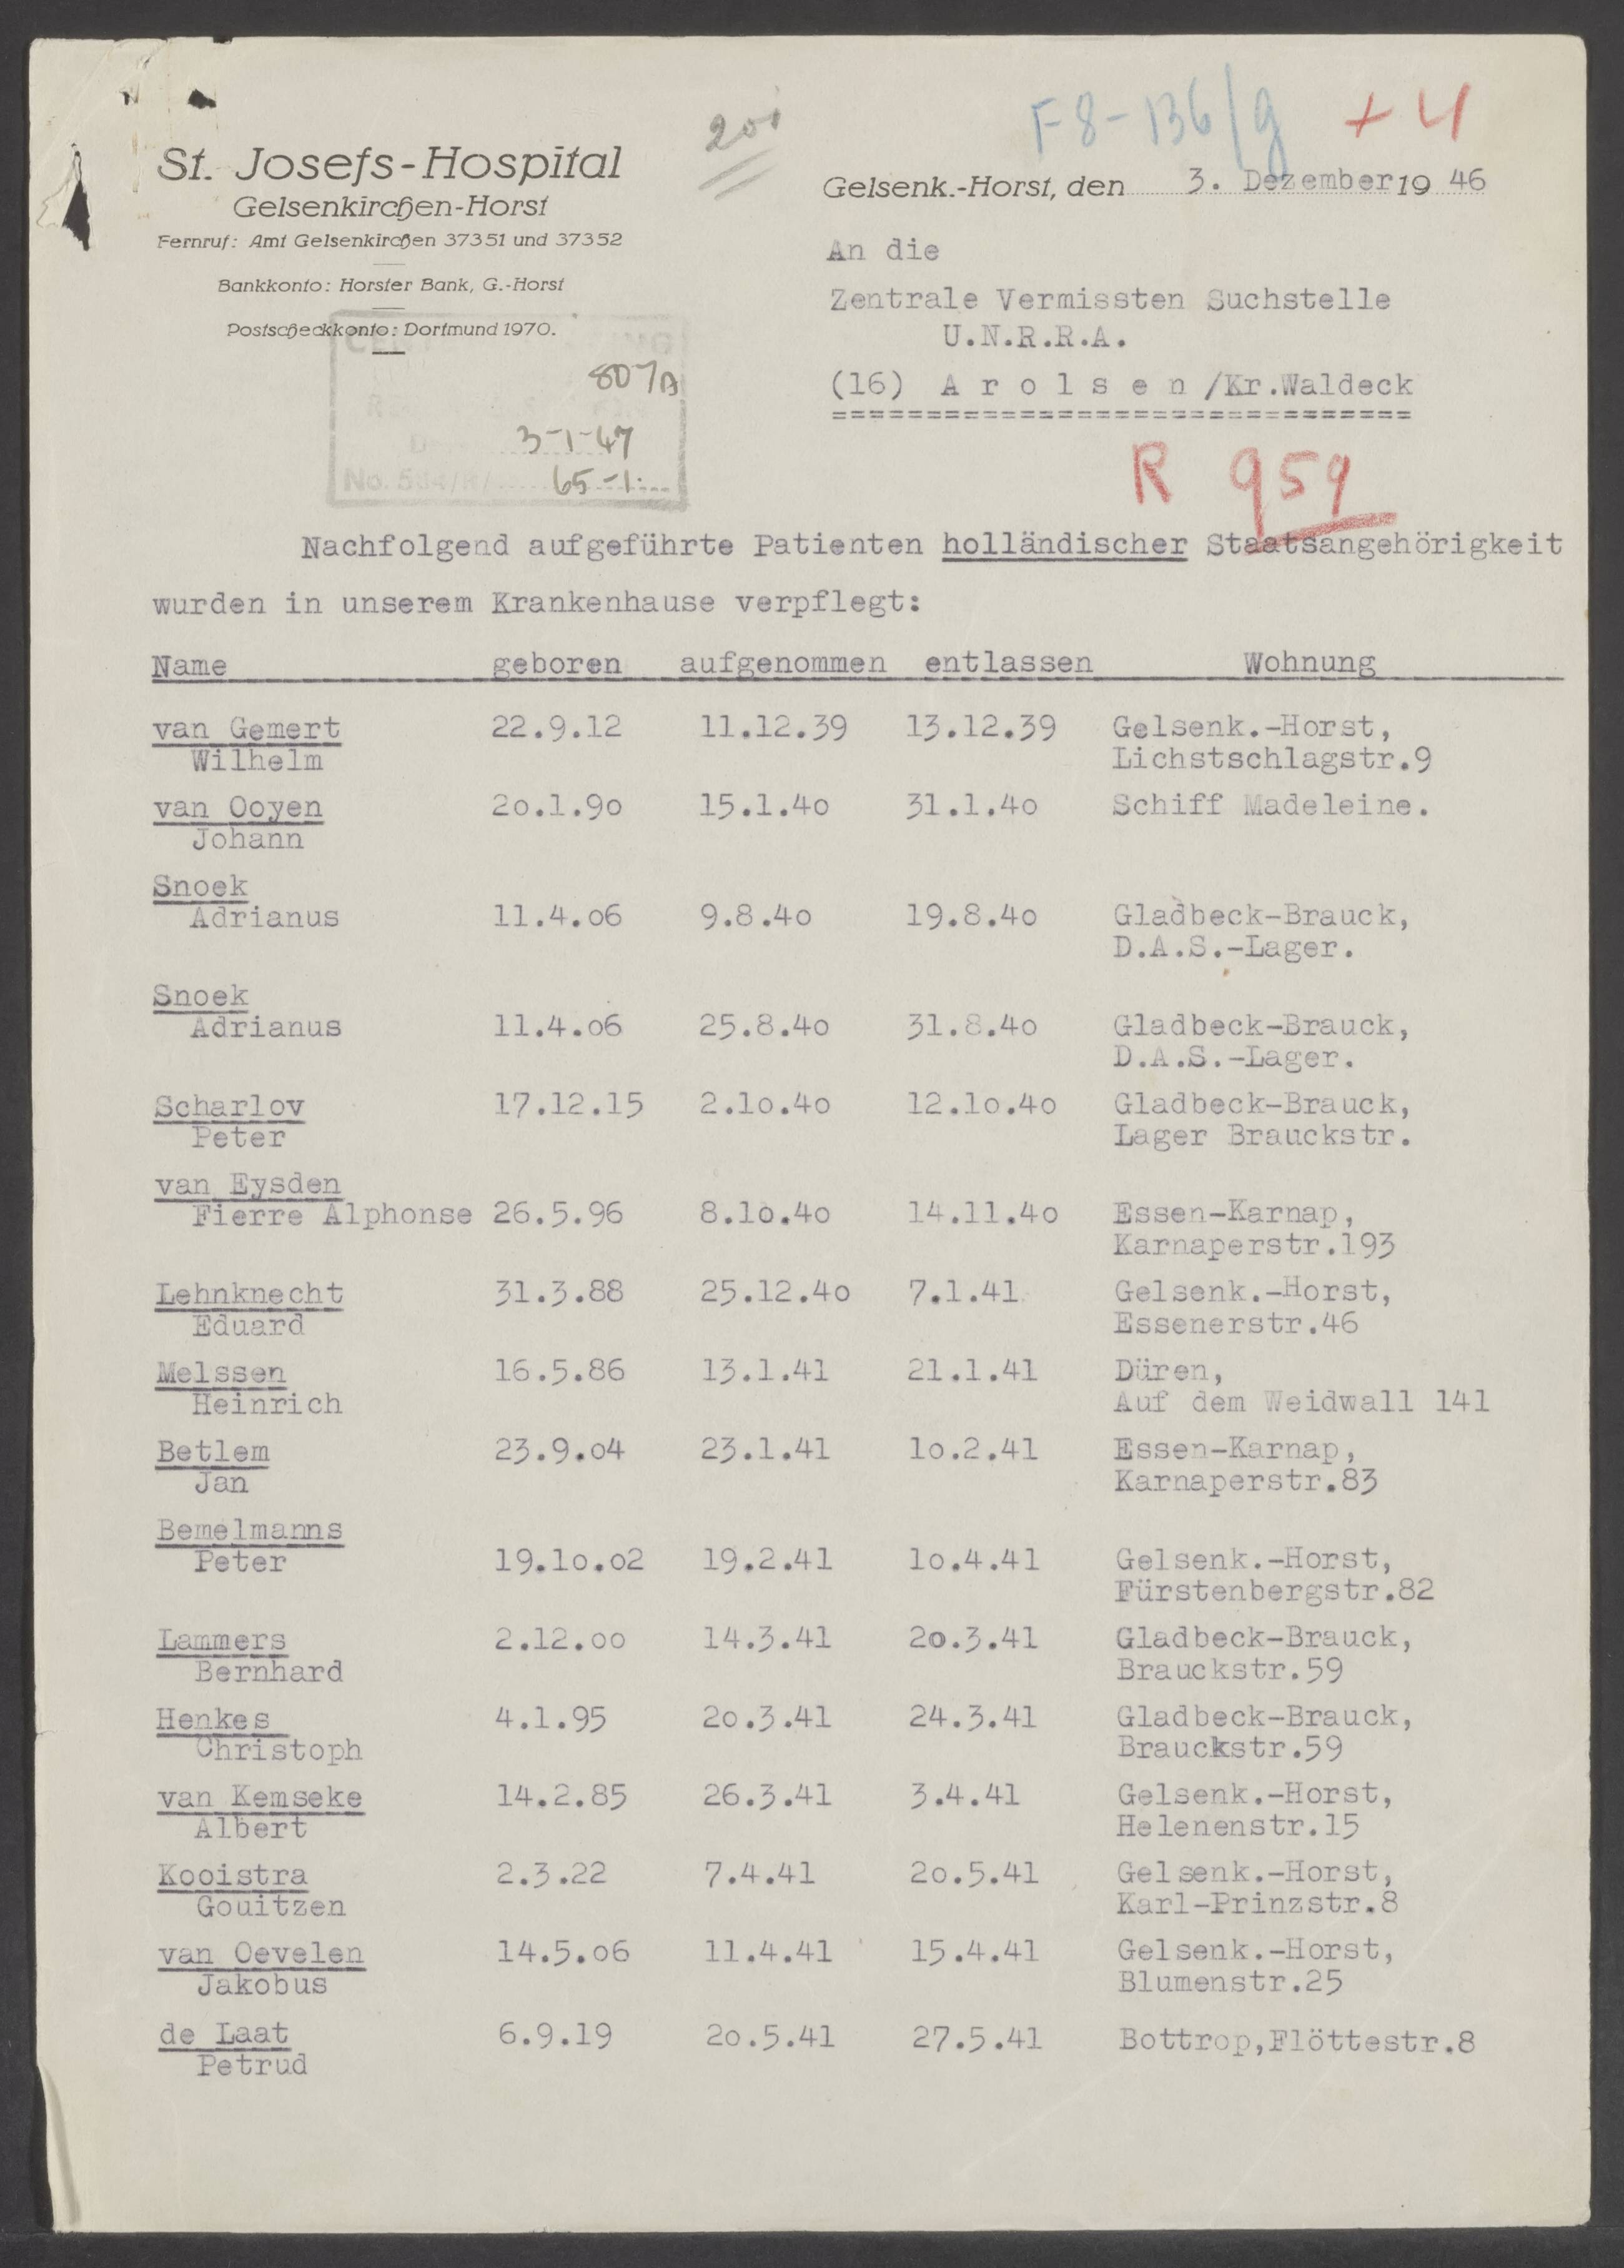 F8-136/g + 4
201
St. Josefs-Hospital
Gelsenkirchen-Horst
Fernruf: Amt Gelsenkirchen 37351 und 37352
Bankkonto: Horster Bank, G.-Horst
Postscheckkonto: Dortmund 1970.
Gelsenk.-Horst, den 3. Dezember 19 46
An die
Zentrale Vermissten Suchstelle
U.N.R.R.A.
(16) A r o l s e n /Kr.Waldeck
===============================
807A
3-1-47
No. 65-1
R 959
Nachfolgend aufgeführte Patienten holländischer Staatsangehörigkeit
wurden in unserem Krankenhause verpflegt:
Name geboren aufgenommen entlassen Wohnung
van Gemert 22.9.12 11.12.39 13.12.39 Gelsenk.-Horst,
Wilhelm Lichstschlagstr.9
van Ooyen 2o.1.9o 15.1.4o 31.1.4o Schiff Madeleine.
Johann
Snoek
Adrianus 11.4.o6 9.8.4o 19.8.4o Gladbeck-Brauck,
D.A.S.-Lager.
Snoek
Adrianus 11.4.o6 25.8.4o 31.8.4o Gladbeck-Brauck,
D.A.S.-Lager.
Scharlov 17.12.15 2.1o.4o 12.1o.4o Gladbeck-Brauck,
Peter Lager Brauckstr.
van Eysden
Fierre Alphonse 26.5.96 8.1o.4o 14.11.4o Essen-Karnap,
Karnaperstr.193
Lehnknecht 31.3.88 25.12.4o 7.1.41 Gelsenk.-Horst,
Eduard Essenerstr.46
Melssen 16.5.86 13.1.41 21.1.41 Düren,
Heinrich Auf dem Weidwall 141
Betlem 23.9.o4 23.1.41 1o.2.41 Essen-Karnap,
Jan Karnaperstr.83
Bemelmanns
Peter 19.1o.o2 19.2.41 1o.4.41 Gelsenk.-Horst,
Fürstenbergstr.82
Lammers 2.12.oo 14.3.41 2o.3.41 Gladbeck-Brauck,
Bernhard Brauckstr.59
Henkes 4.1.95 2o.3.41 24.3.41 Gladbeck-Brauck,
Christoph Brauckstr.59
van Kemseke 14.2.85 26.3.41 3.4.41 Gelsenk.-Horst,
Albert Helenenstr.15
Kooistra 2.3.22 7.4.41 2o.5.41 Gelsenk.-Horst,
Gouitzen Karl-Prinzstr.8
van Oevelen 14.5.o6 11.4.41 15.4.41 Gelsenk.-Horst,
Jakobus Blumenstr.25
de Laat 6.9.19 2o.5.41 27.5.41 Bottrop,Flöttestr.8
Petrud